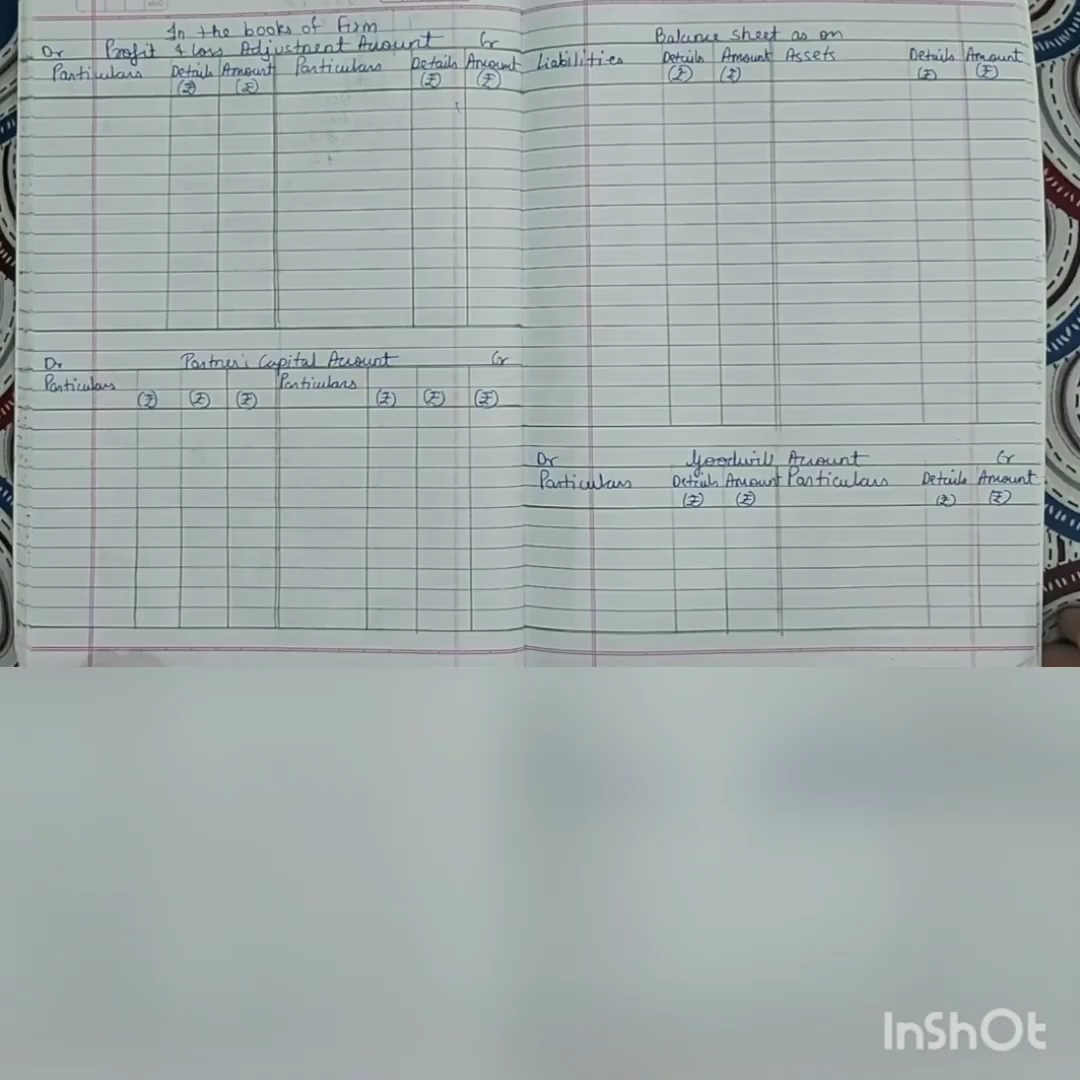 In the books of Firm
Dr Profit & Loss Adjustment Account Cr
Particulars Details Amount Particulars Details Amount
(₹) (₹) (₹) (₹)
Dr Partner's Capital Account Cr
Particulars Particulars
(₹) (₹) (₹) (₹) (₹) (₹)
Balance sheet as on
Liabilities Details Amount Assets Details Amount
(₹) (₹) (₹) (₹)
Dr Goodwill Account Cr
Particulars Details Amount Particulars Details Amount
(₹) (₹) (₹) (₹)
InShOt